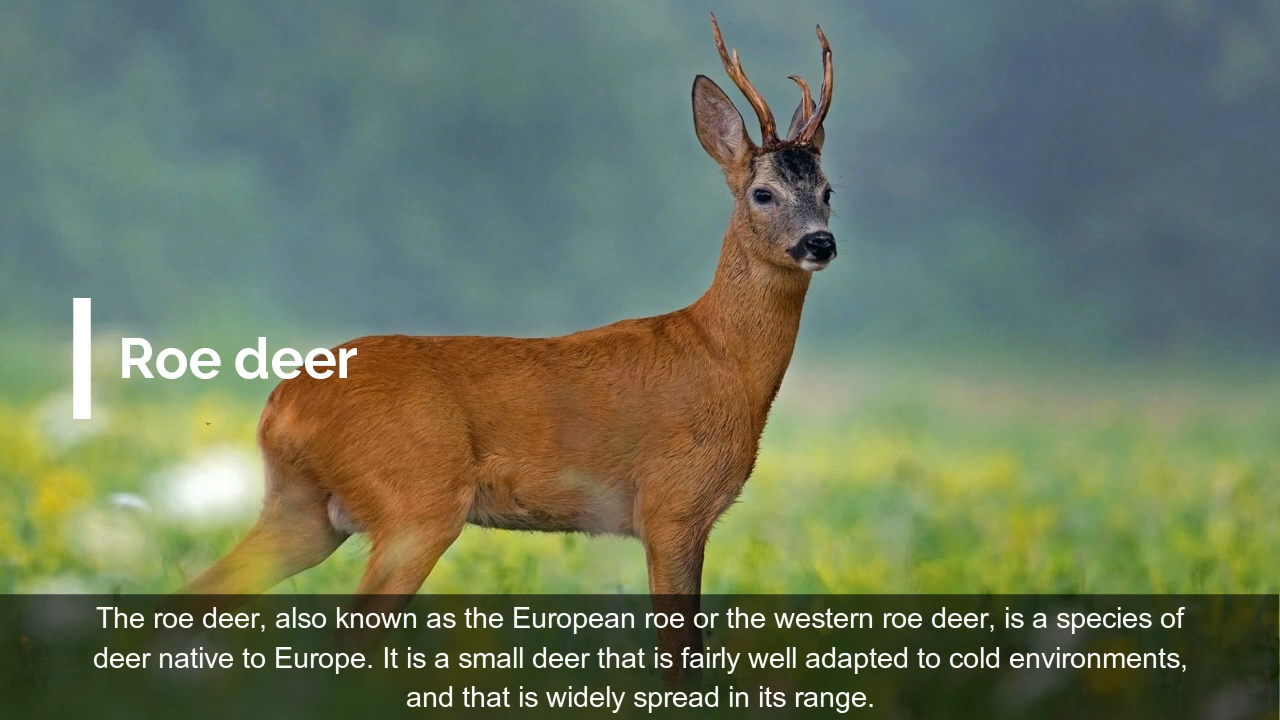 Roe deer
The roe deer, also known as the European roe or the western roe deer, is a species of
deer native to Europe. It is a small deer that is fairly well adapted to cold environments,
and that is widely spread in its range.